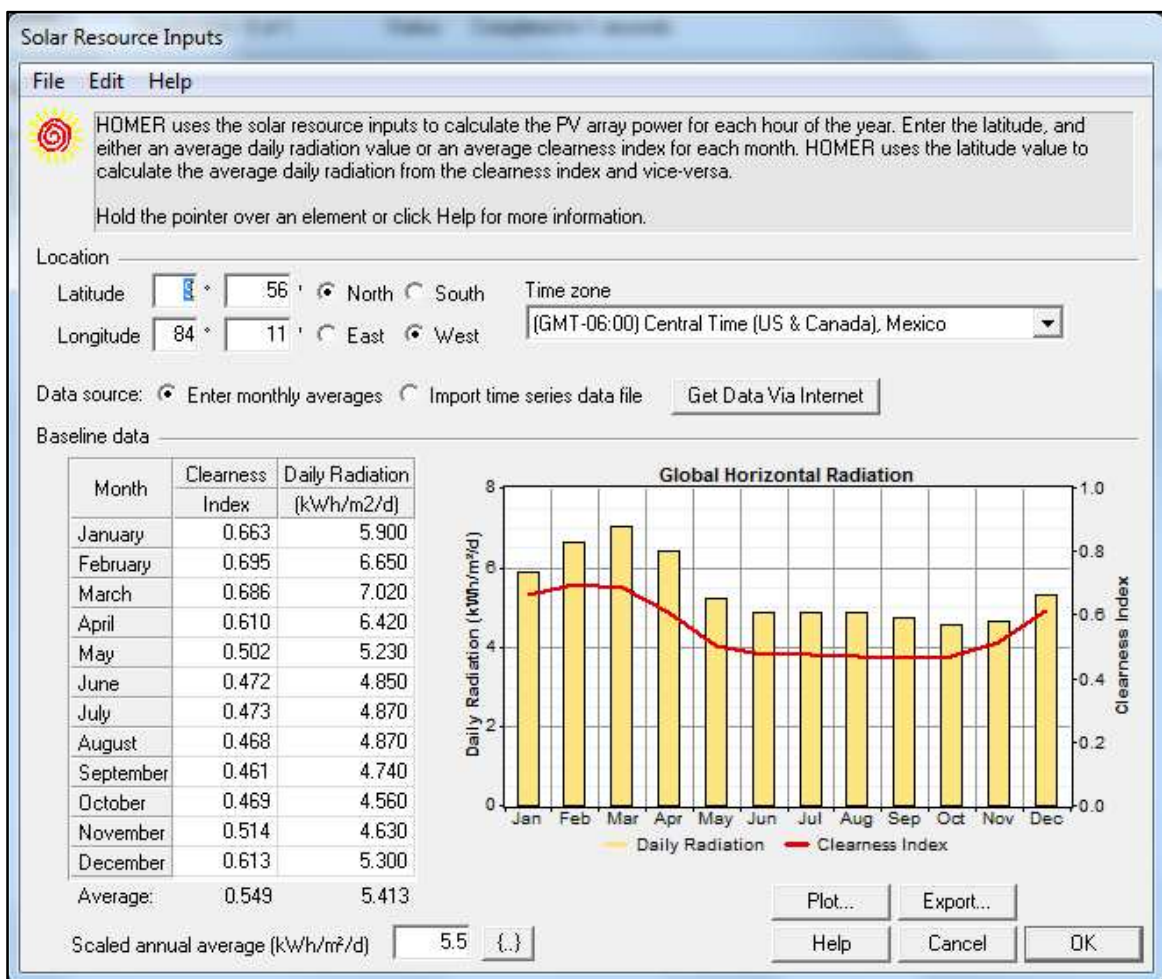 Solar Resource Inputs
File Edit Help
HOMER uses the solar resource inputs to calculate the PV array power for each hour of the year. Enter the latitude, and
either an average daily radiation value or an average clearness index for each month. HOMER uses the latitude value to
calculate the average daily radiation from the clearness index and vice-versa.
Hold the pointer over an element or click Help for more information.
Location
Latitude 9 ° 56 ' North South Time zone
Longitude 84 ° 11 ' East West (GMT-06:00) Central Time (US & Canada), Mexico
Data source: Enter monthly averages Import time series data file Get Data Via Internet
Baseline data
Month Clearness Index Daily Radiation (kWh/m2/d)
January 0.663 5.900
February 0.695 6.650
March 0.686 7.020
April 0.610 6.420
May 0.502 5.230
June 0.472 4.850
July 0.473 4.870
August 0.468 4.870
September 0.461 4.740
October 0.469 4.560
November 0.514 4.630
December 0.613 5.300
Average: 0.549 5.413
Scaled annual average (kWh/m²/d) 5.5 {..}
Global Horizontal Radiation
Daily Radiation (kWh/m²/d)
8
6
4
2
0
Jan Feb Mar Apr May Jun Jul Aug Sep Oct Nov Dec
1.0
0.8
0.6
0.4
0.2
0.0
Clearness Index
Daily Radiation Clearness Index
Plot... Export...
Help Cancel OK